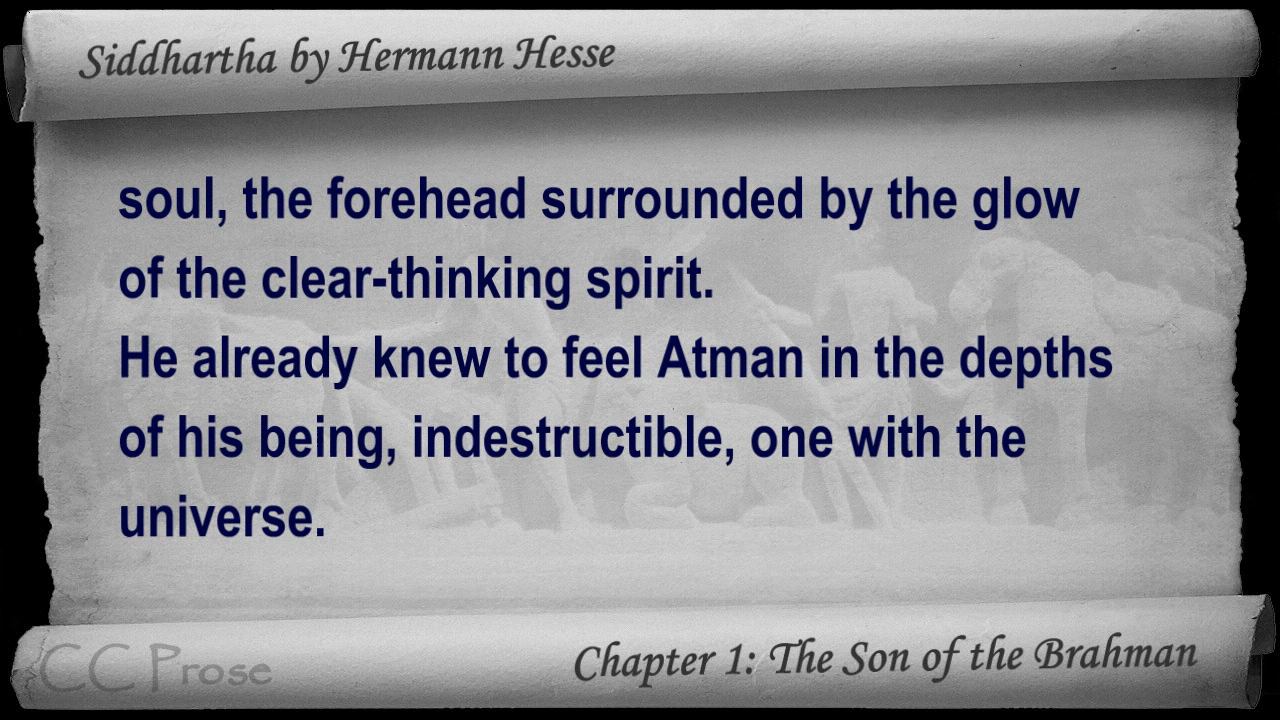 Siddhartha by Hermann Hesse
soul, the forehead surrounded by the glow
of the clear-thinking spirit.
He already knew to feel Atman in the depths
of his being, indestructible, one with the
universe.
CC Prose
Chapter 1: The Son of the Brahman